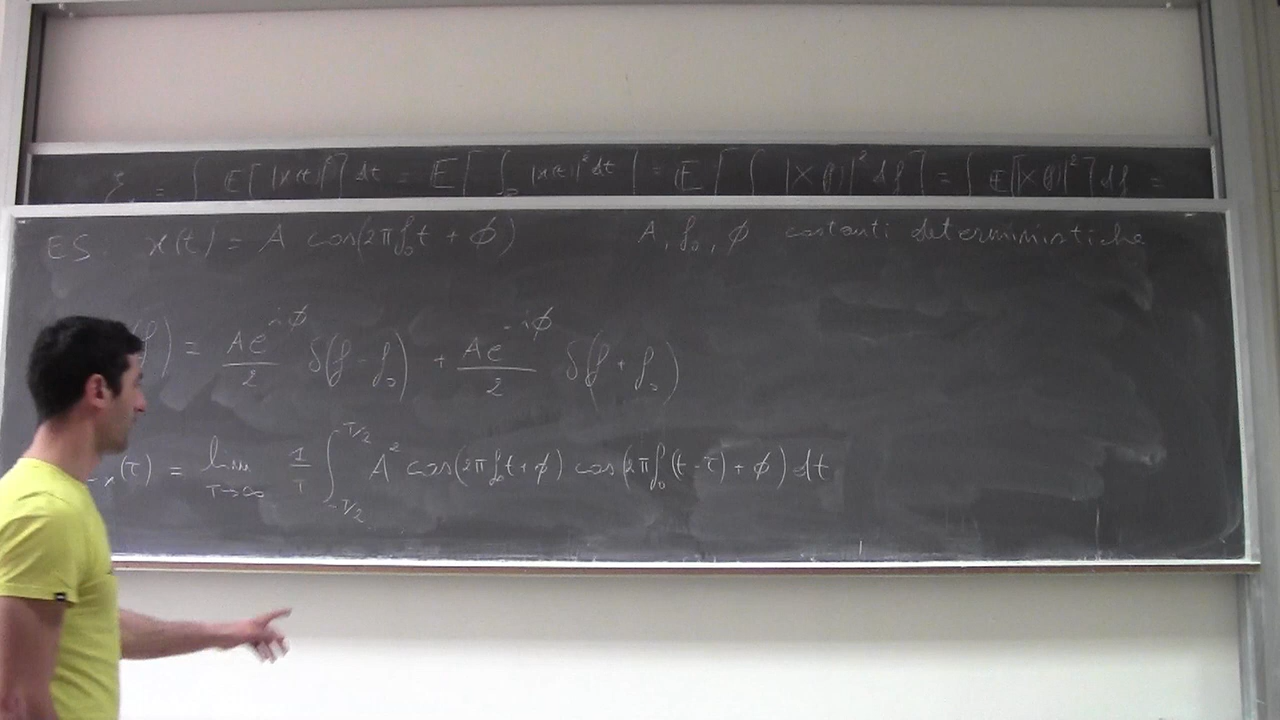 ξₓ = ∫ E[|x(t)|²] dt = E[∫ |x(t)|² dt] = E[∫ |X(f)|² df] = ∫ E[|X(f)|²] df =
ES. x(t) = A cos(2πf₀t + ϕ) A, f₀, ϕ costanti deterministiche
(f) = Ae^{-iϕ}/2 δ(f - f₀) + Ae^{-iϕ}/2 δ(f + f₀)
ₓ(τ) = lim_{T→∞} 1/T ∫_{-T/2}^{T/2} A² cos(2πf₀t + ϕ) cos(2πf₀(t - τ) + ϕ) dt